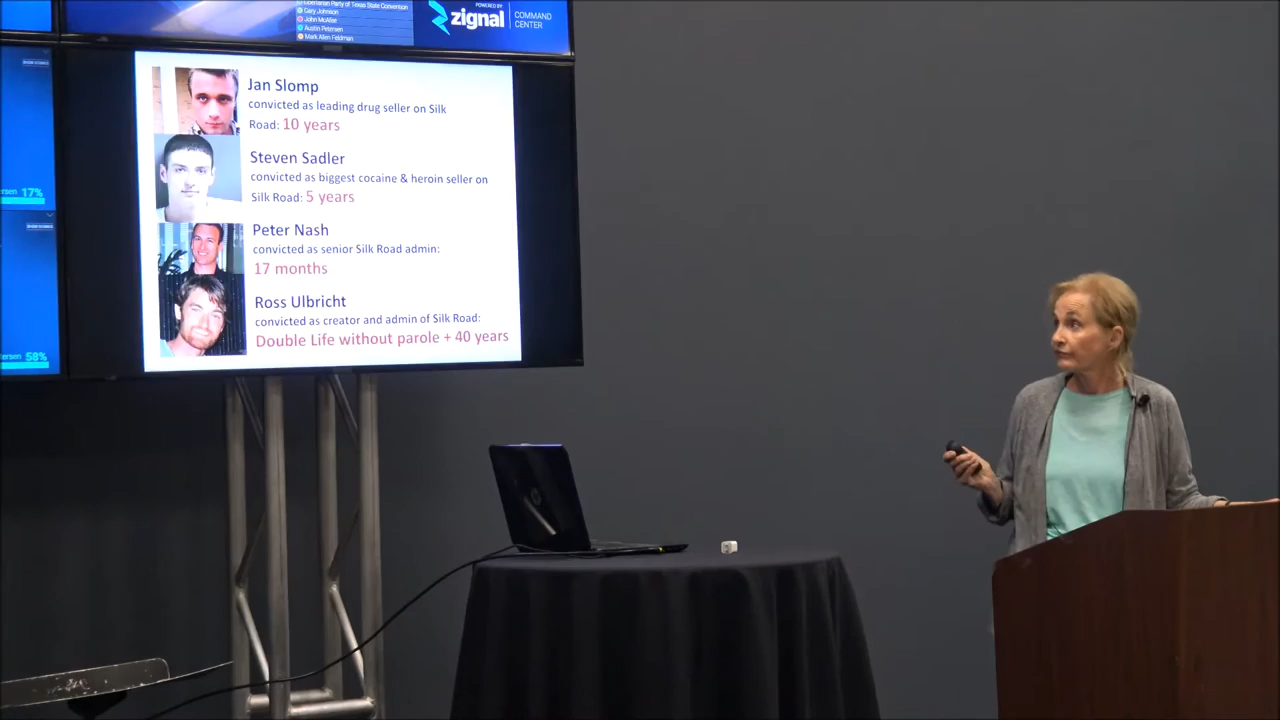 Libertarian Party of Texas State Convention
Gary Johnson
John McAfee
Austin Petersen
Mark Allen Feldman
POWERED BY
zignal
COMMAND
CENTER
17%
58%
Jan Slomp
convicted as leading drug seller on Silk
Road: 10 years
Steven Sadler
convicted as biggest cocaine & heroin seller on
Silk Road: 5 years
Peter Nash
convicted as senior Silk Road admin:
17 months
Ross Ulbricht
convicted as creator and admin of Silk Road:
Double Life without parole + 40 years